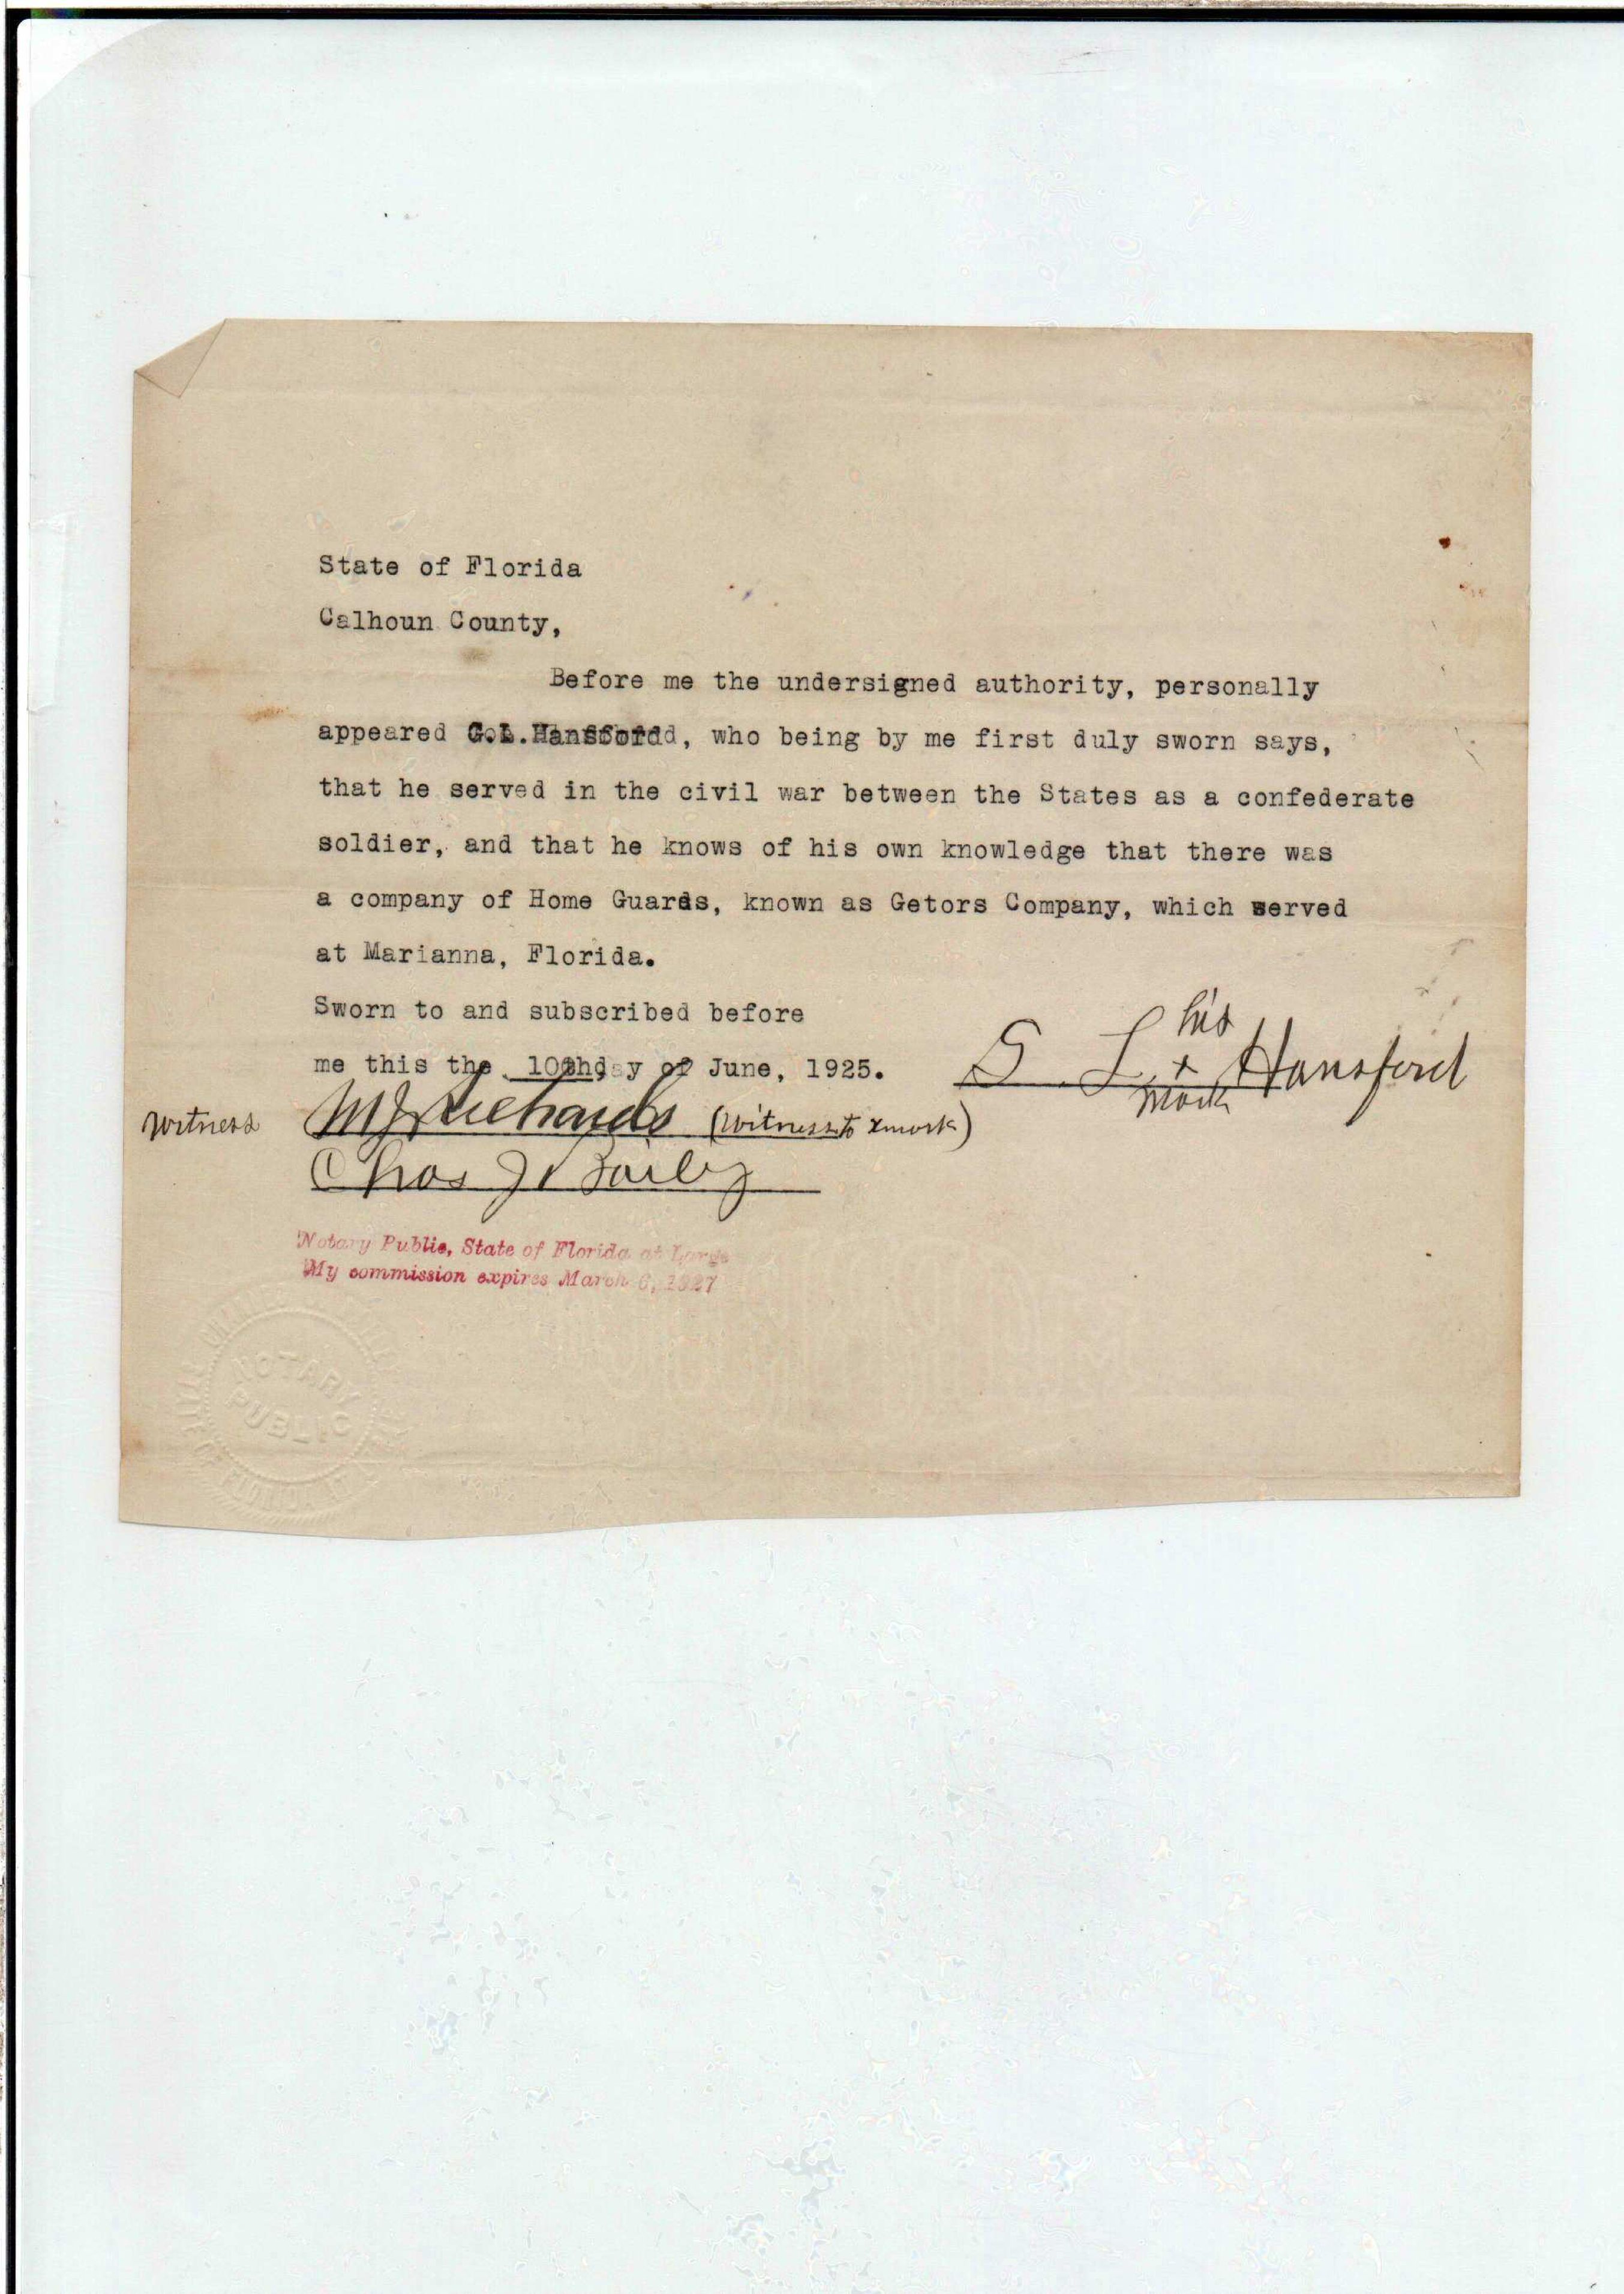 State of Florida
Calhoun County,
Before me the undersigned authority, personally
appeared G.L.Hansford, who being by me first duly sworn says,
that he served in the civil war between the States as a confederate
soldier, and that he knows of his own knowledge that there was
a company of Home Guards, known as Getors Company, which served
at Marianna, Florida.
Sworn to and subscribed before
me this the 10th day of June, 1925.
G. L. his x mark Hansford
Witness M J Richards (Witness to x mark)
Chas J Baily
Notary Public, State of Florida at Large
My commission expires March 6, 1927
NOTARY
PUBLIC